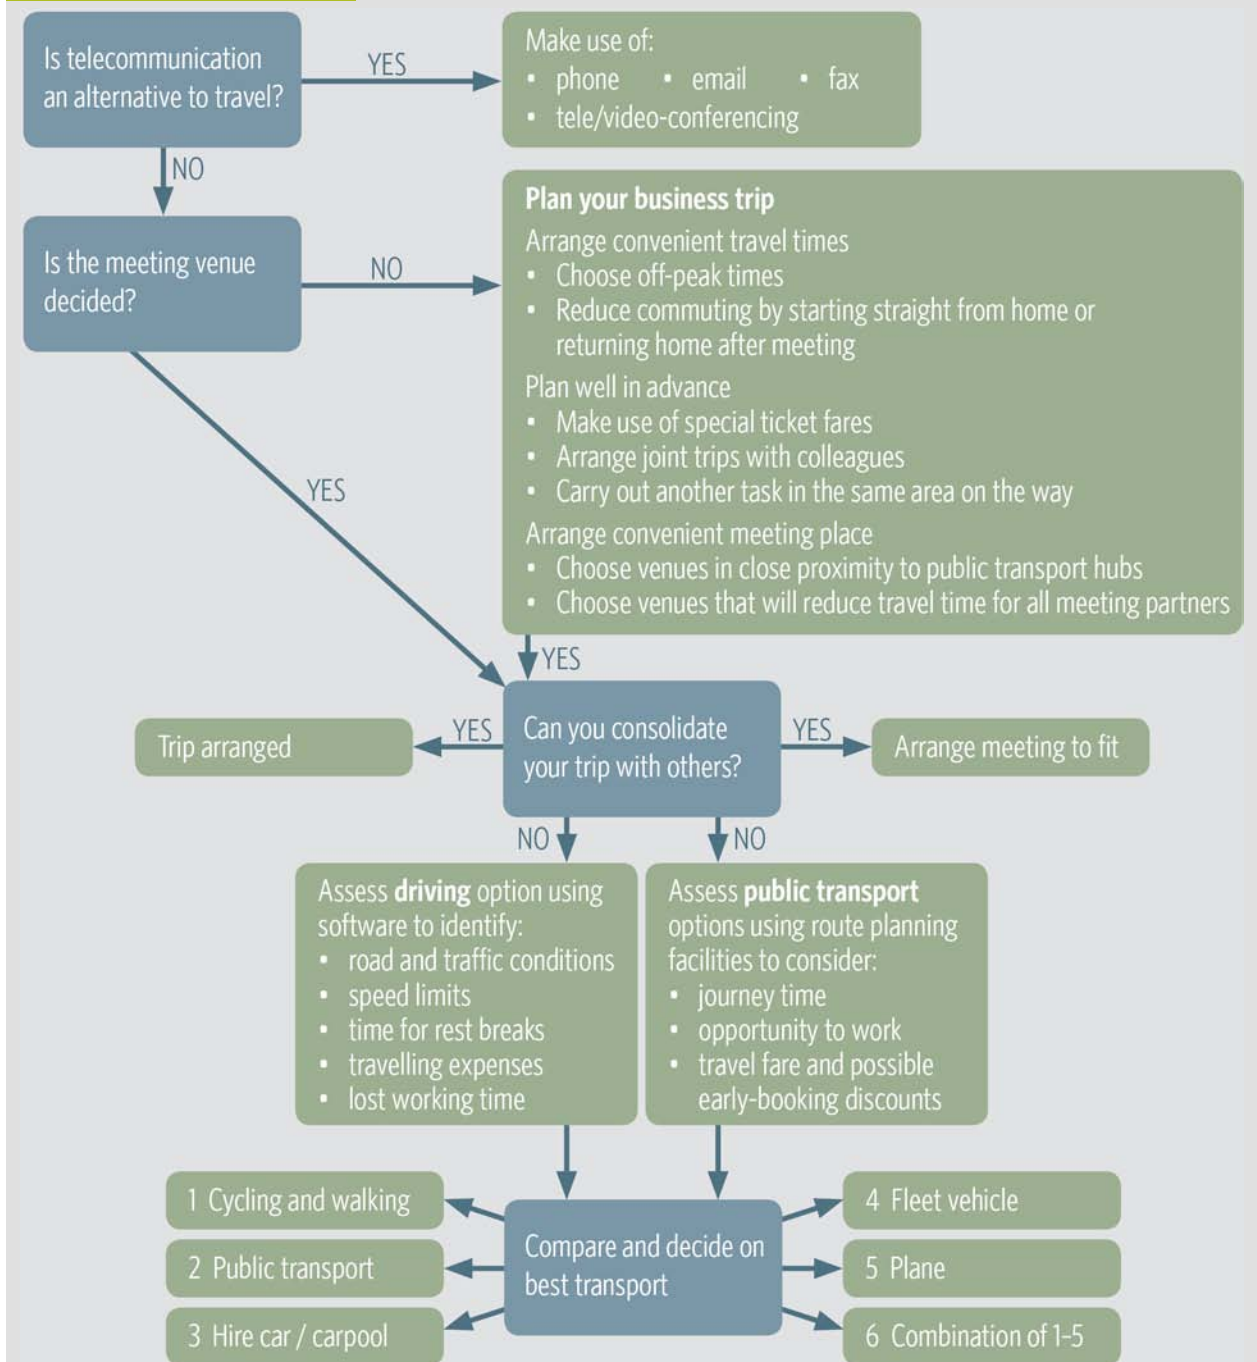 Is telecommunication
an alternative to travel?
YES
Make use of:
• phone • email • fax
• tele/video-conferencing
NO
Is the meeting venue
decided?
NO
Plan your business trip
Arrange convenient travel times
• Choose off-peak times
• Reduce commuting by starting straight from home or
returning home after meeting
Plan well in advance
• Make use of special ticket fares
• Arrange joint trips with colleagues
• Carry out another task in the same area on the way
Arrange convenient meeting place
• Choose venues in close proximity to public transport hubs
• Choose venues that will reduce travel time for all meeting partners
YES
YES
Trip arranged
YES
Can you consolidate
your trip with others?
YES
Arrange meeting to fit
NO
NO
Assess driving option using
software to identify:
• road and traffic conditions
• speed limits
• time for rest breaks
• travelling expenses
• lost working time
Assess public transport
options using route planning
facilities to consider:
• journey time
• opportunity to work
• travel fare and possible
early-booking discounts
1 Cycling and walking
2 Public transport
3 Hire car / carpool
Compare and decide on
best transport
4 Fleet vehicle
5 Plane
6 Combination of 1–5